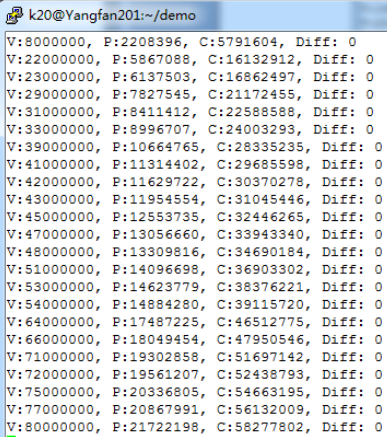 k20@Yangfan201:~/demo
V:8000000, P:2208396, C:5791604, Diff: 0
V:22000000, P:5867088, C:16132912, Diff: 0
V:23000000, P:6137503, C:16862497, Diff: 0
V:29000000, P:7827545, C:21172455, Diff: 0
V:31000000, P:8411412, C:22588588, Diff: 0
V:33000000, P:8996707, C:24003293, Diff: 0
V:39000000, P:10664765, C:28335235, Diff: 0
V:41000000, P:11314402, C:29685598, Diff: 0
V:42000000, P:11629722, C:30370278, Diff: 0
V:43000000, P:11954554, C:31045446, Diff: 0
V:45000000, P:12553735, C:32446265, Diff: 0
V:47000000, P:13056660, C:33943340, Diff: 0
V:48000000, P:13309816, C:34690184, Diff: 0
V:51000000, P:14096698, C:36903302, Diff: 0
V:53000000, P:14623779, C:38376221, Diff: 0
V:54000000, P:14884280, C:39115720, Diff: 0
V:64000000, P:17487225, C:46512775, Diff: 0
V:66000000, P:18049454, C:47950546, Diff: 0
V:71000000, P:19302858, C:51697142, Diff: 0
V:72000000, P:19561207, C:52438793, Diff: 0
V:75000000, P:20336805, C:54663195, Diff: 0
V:77000000, P:20867991, C:56132009, Diff: 0
V:80000000, P:21722198, C:58277802, Diff: 0